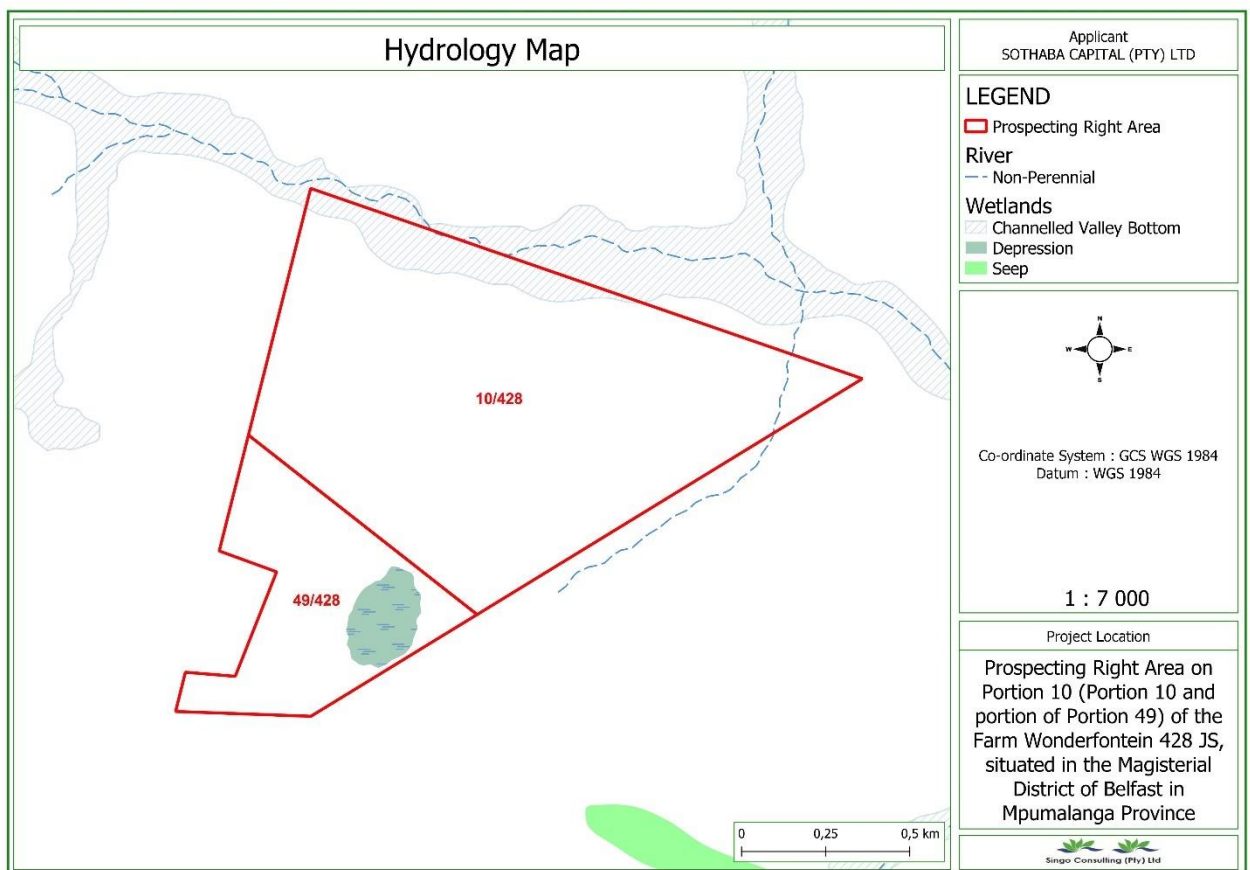 Hydrology Map
10/428
49/428
0 0,25 0,5 km
Applicant
SOTHABA CAPITAL (PTY) LTD
LEGEND
Prospecting Right Area
River
Non-Perennial
Wetlands
Channelled Valley Bottom
Depression
Seep
N
W E
S
Co-ordinate System : GCS WGS 1984
Datum : WGS 1984
1 : 7 000
Project Location
Prospecting Right Area on
Portion 10 (Portion 10 and
portion of Portion 49) of the
Farm Wonderfontein 428 JS,
situated in the Magisterial
District of Belfast in
Mpumalanga Province
Singo Consulting (Pty) Ltd